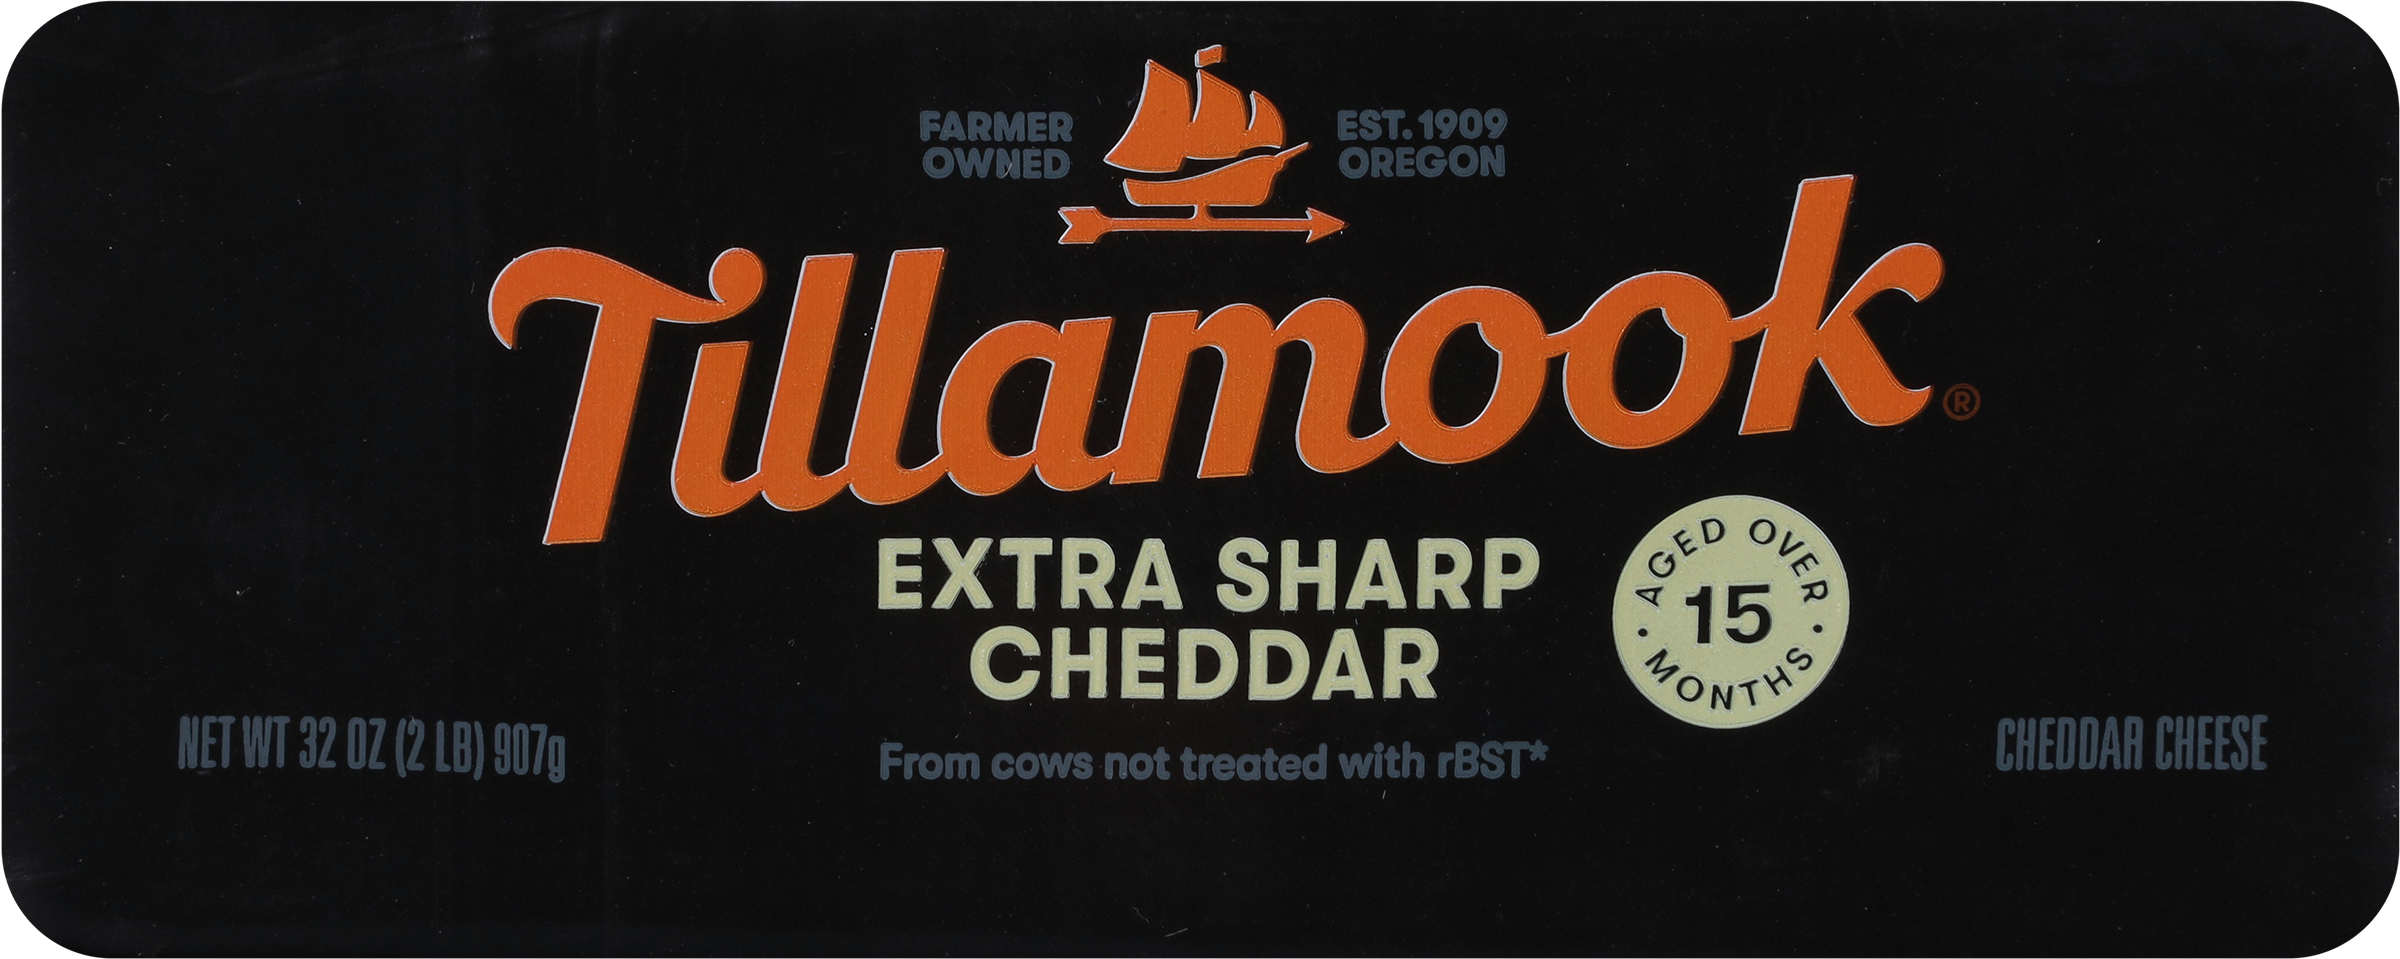 FARMER
OWNED
EST. 1909
OREGON
Tillamook®
EXTRA SHARP
CHEDDAR
AGED OVER
15
MONTHS
NET WT 32 OZ (2 LB) 907g
From cows not treated with rBST*
CHEDDAR CHEESE